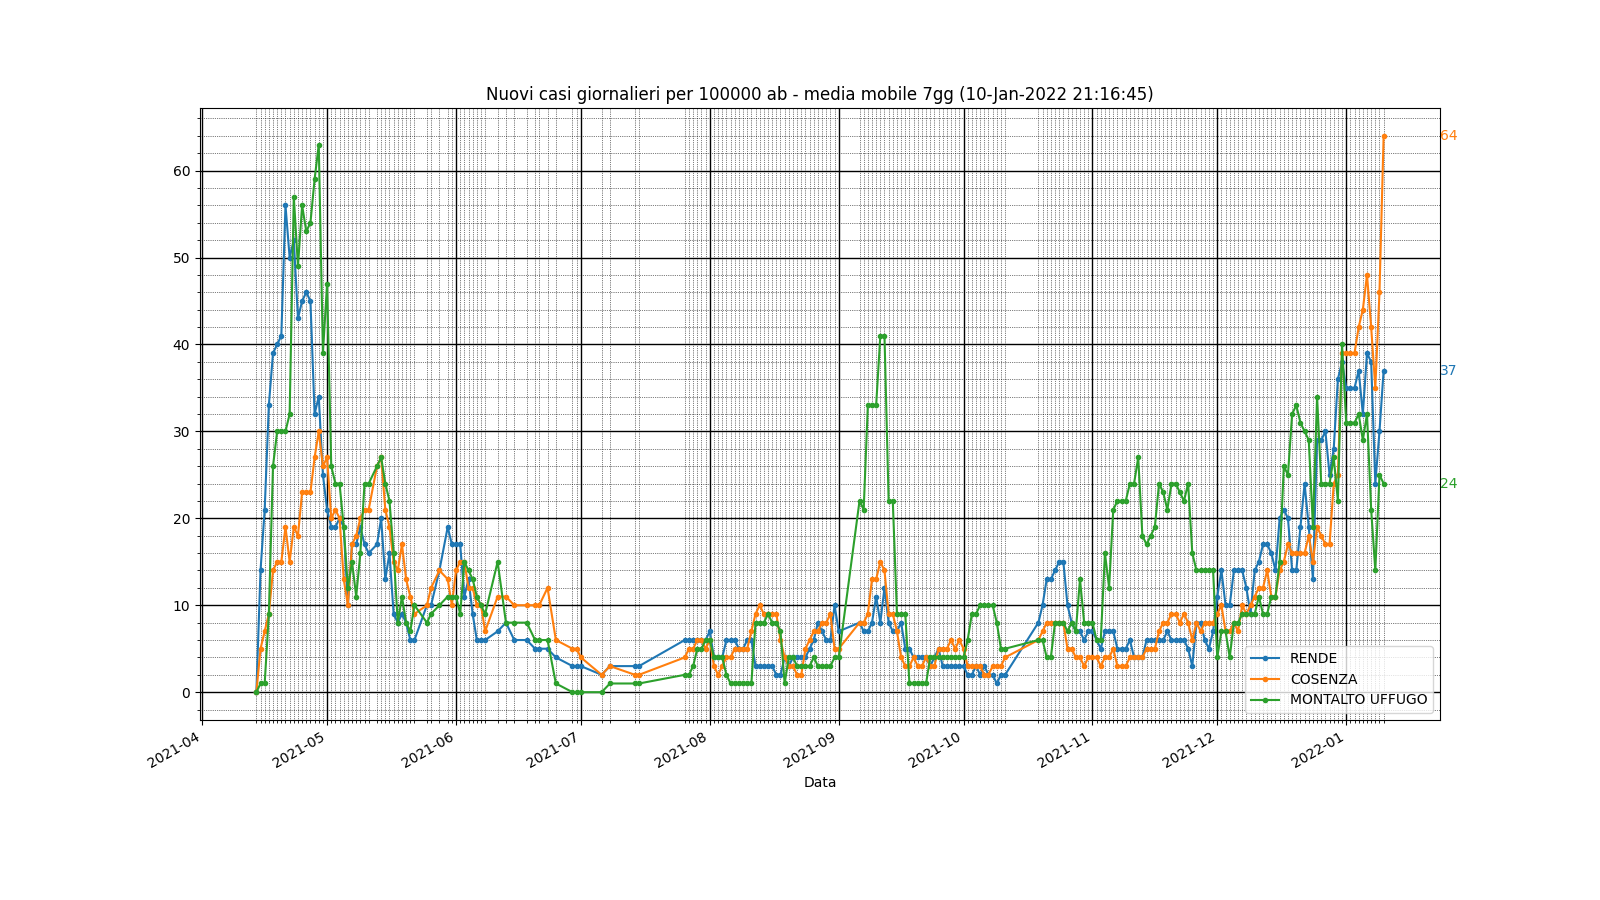 Nuovi casi giornalieri per 100000 ab - media mobile 7gg (10-Jan-2022 21:16:45)
64
60
50
40
37
30
24
20
10
0
RENDE
COSENZA
MONTALTO UFFUGO
2021-04 2021-05 2021-06 2021-07 2021-08 2021-09 2021-10 2021-11 2021-12 2022-01
Data